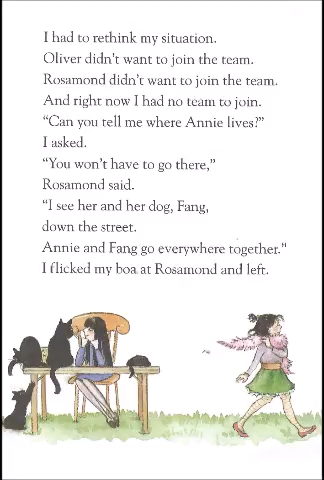 I had to rethink my situation.
Oliver didn't want to join the team.
Rosamond didn't want to join the team.
And right now I had no team to join.
"Can you tell me where Annie lives?"
I asked.
"You won't have to go there,"
Rosamond said.
"I see her and her dog, Fang,
down the street.
Annie and Fang go everywhere together."
I flicked my boa at Rosamond and left.